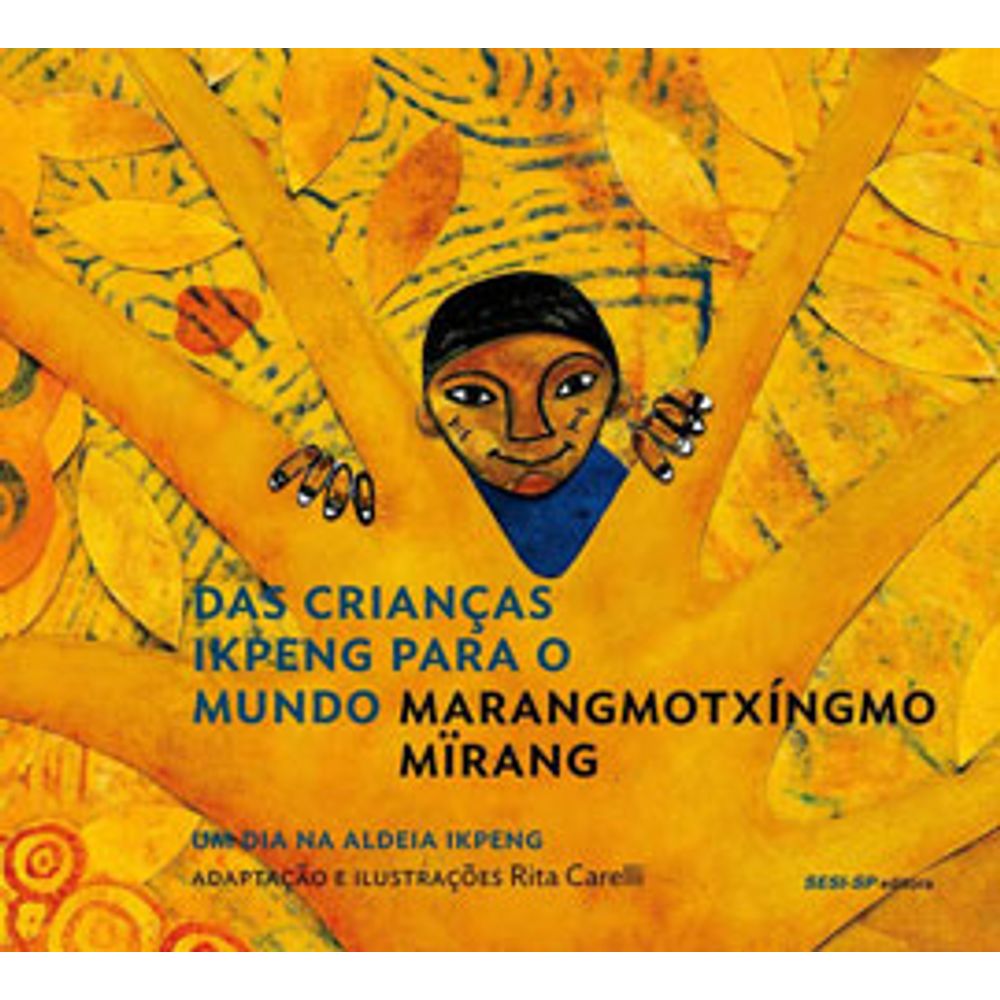 DAS CRIANÇAS
IKPENG PARA O
MUNDO MARANGMOTXÍNGMO
MÏRANG
UM DIA NA ALDEIA IKPENG
ADAPTAÇÃO E ILUSTRAÇÕES Rita Carelli
SESI-SP editora